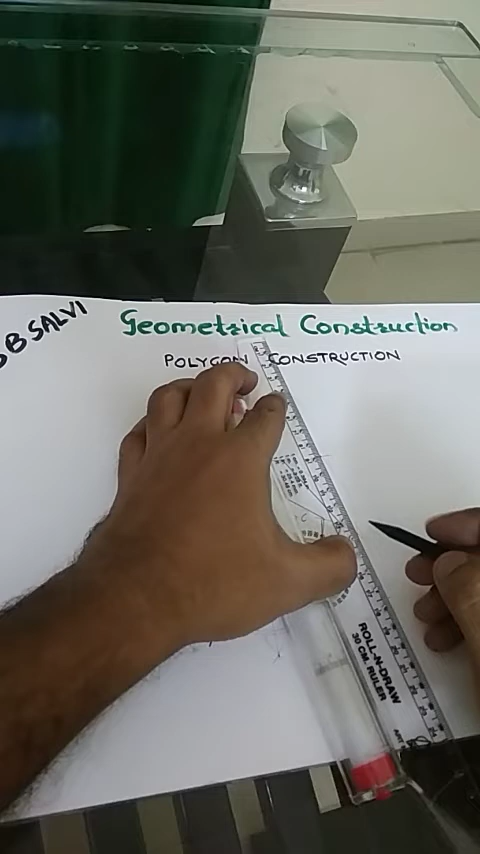 B SALVI
Geometrical Construction
POLYGON CONSTRUCTION
ROLL-N-DRAW
30 CM. RULER